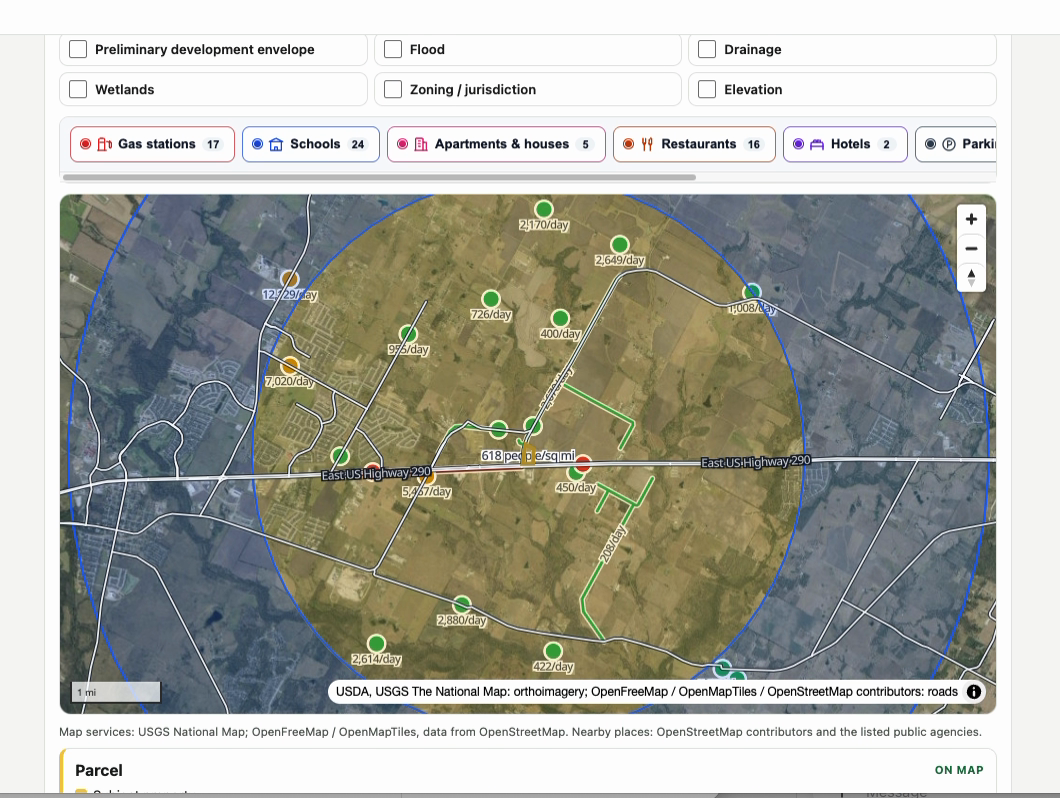 Preliminary development envelope
Flood
Drainage
Wetlands
Zoning / jurisdiction
Elevation
Gas stations 17
Schools 24
Apartments & houses 5
Restaurants 16
Hotels 2
2,170/day
2,649/day
12,329/day
1,008/day
726/day
400/day
955/day
7,020/day
618 people/sq mi
East US Highway 290
East US Highway 290
5,457/day
450/day
208/day
2,880/day
2,614/day
422/day
1 mi
USDA, USGS The National Map: orthoimagery; OpenFreeMap / OpenMapTiles / OpenStreetMap contributors: roads
Map services: USGS National Map; OpenFreeMap / OpenMapTiles, data from OpenStreetMap. Nearby places: OpenStreetMap contributors and the listed public agencies.
Parcel
ON MAP